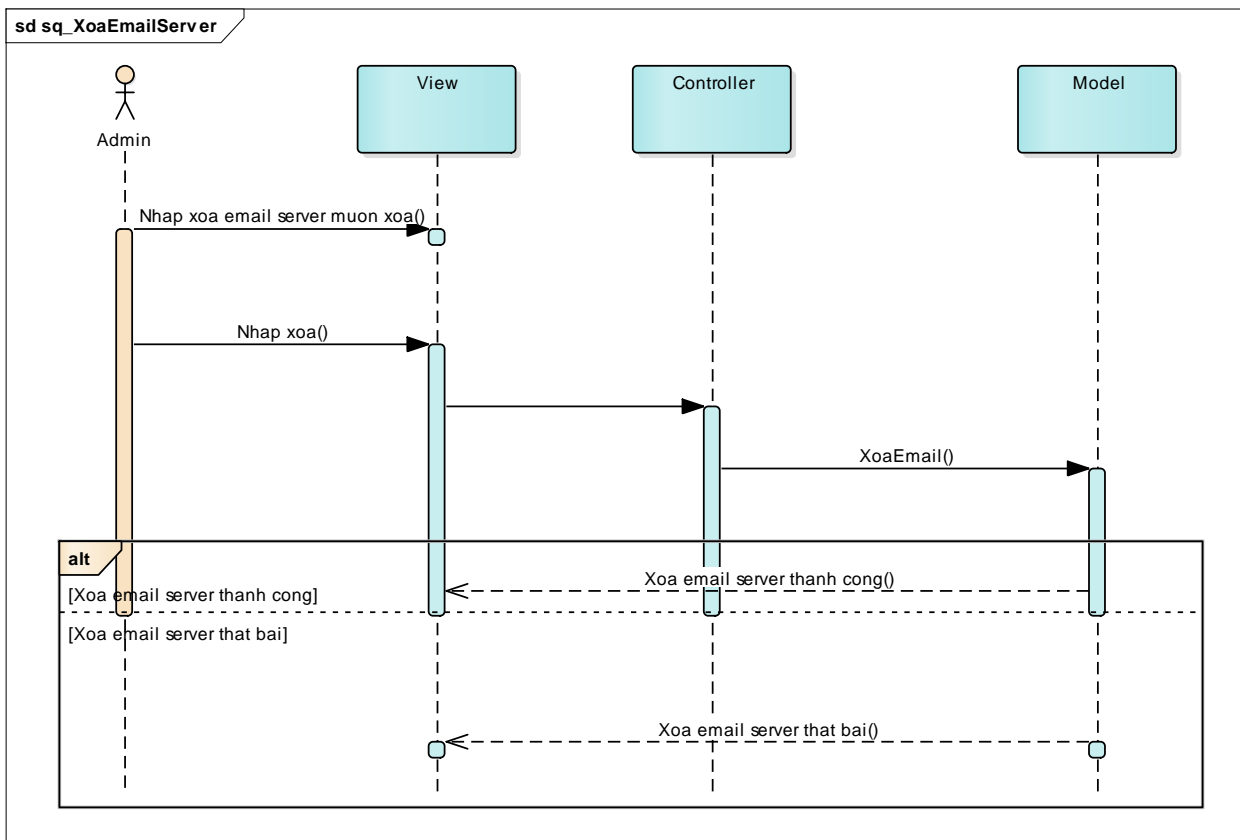 sd sq_XoaEmailServer
Admin
View
Controller
Model
Nhap xoa email server muon xoa()
Nhap xoa()
XoaEmail()
alt
Xoa email server thanh cong()
[Xoa email server thanh cong]
[Xoa email server that bai]
Xoa email server that bai()